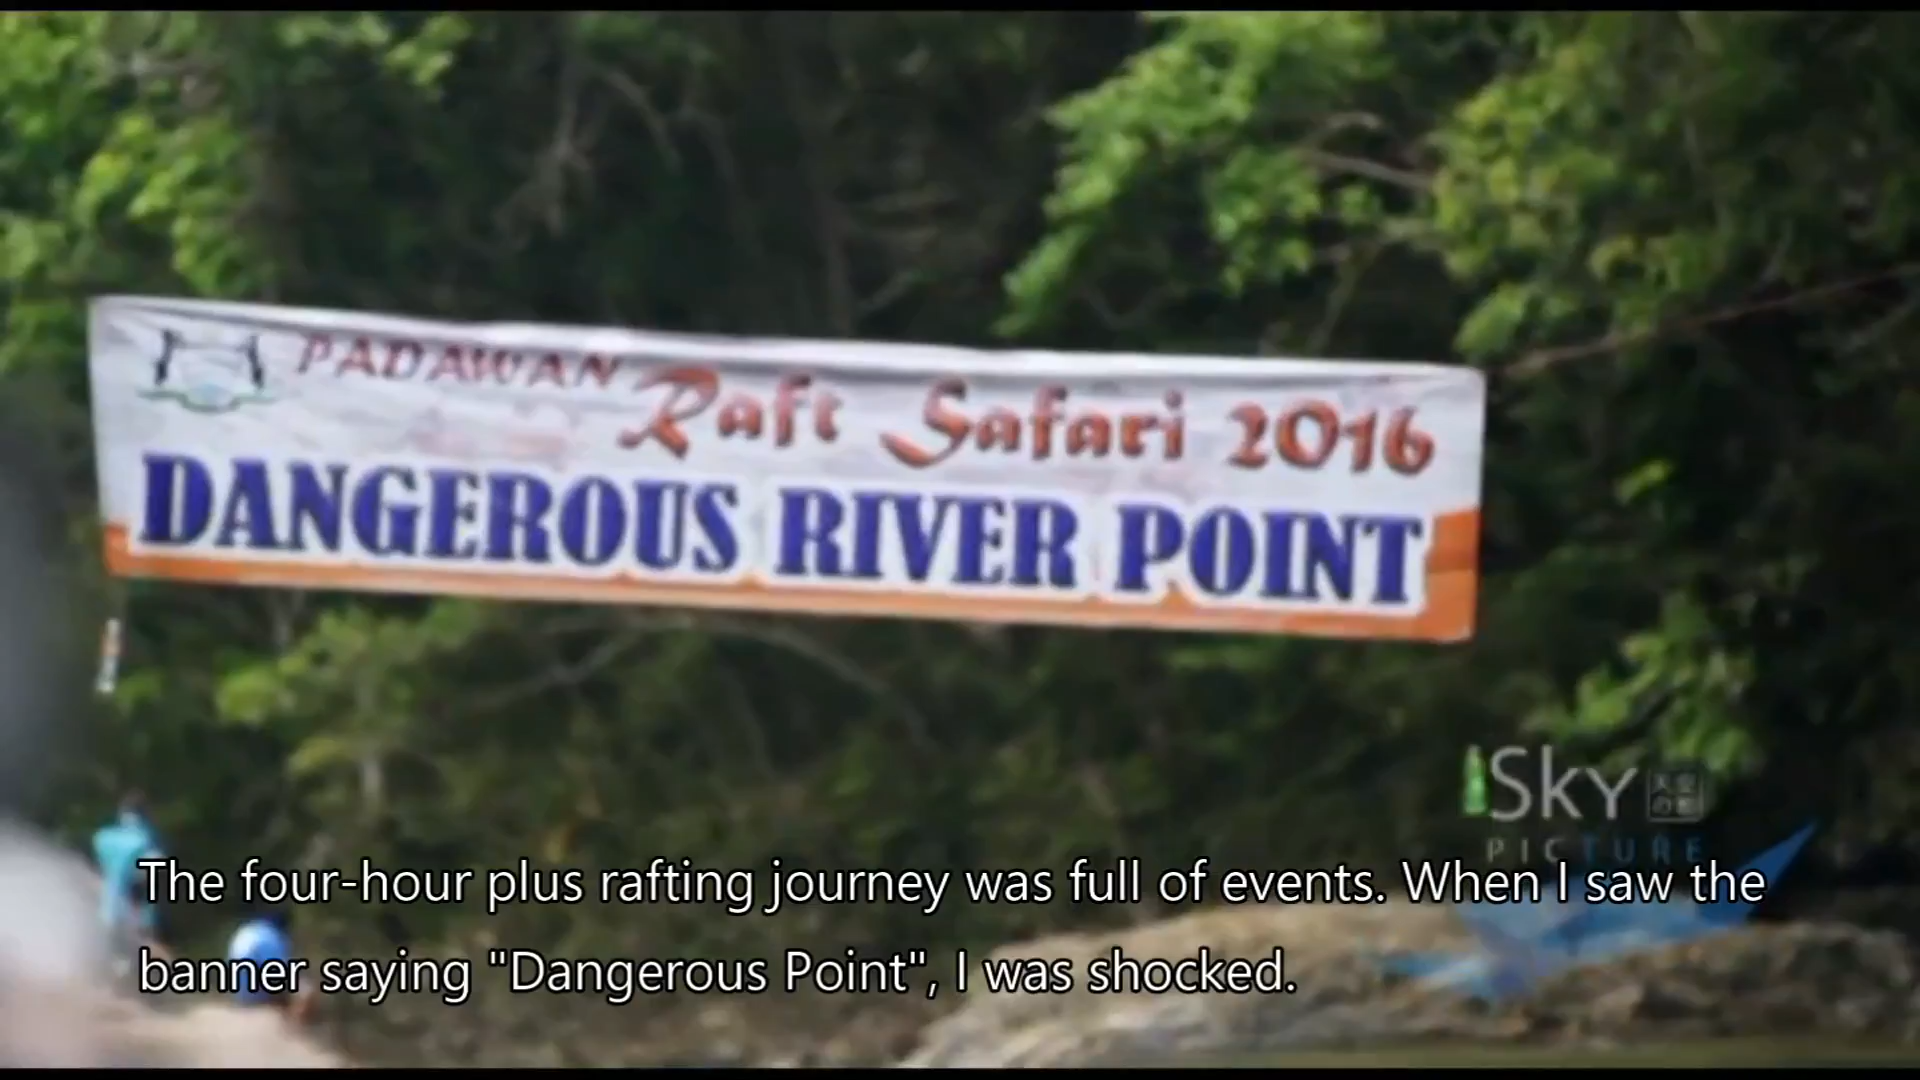 PADAWAN
Raft Safari 2016
DANGEROUS RIVER POINT
Sky
PICTURE
The four-hour plus rafting journey was full of events. When I saw the
banner saying "Dangerous Point", I was shocked.